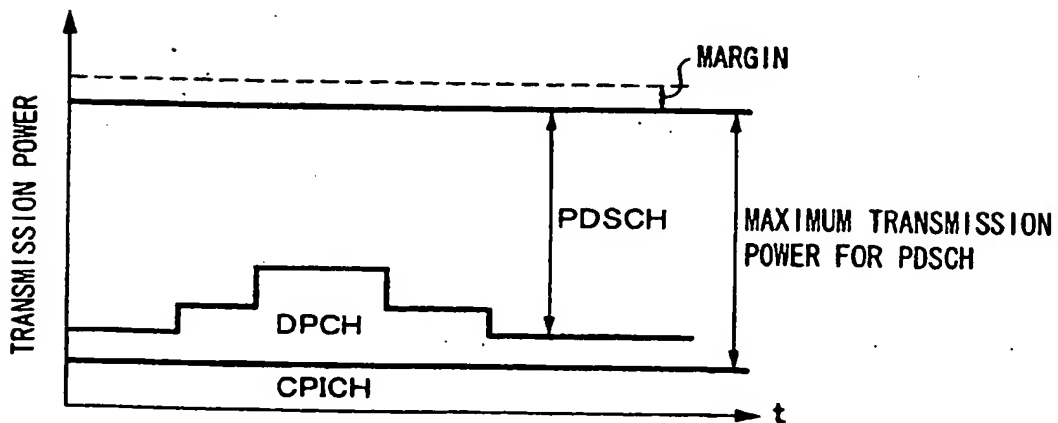 MARGIN
TRANSMISSION POWER
PDSCH
MAXIMUM TRANSMISSION
POWER FOR PDSCH
DPCH
CPICH
t